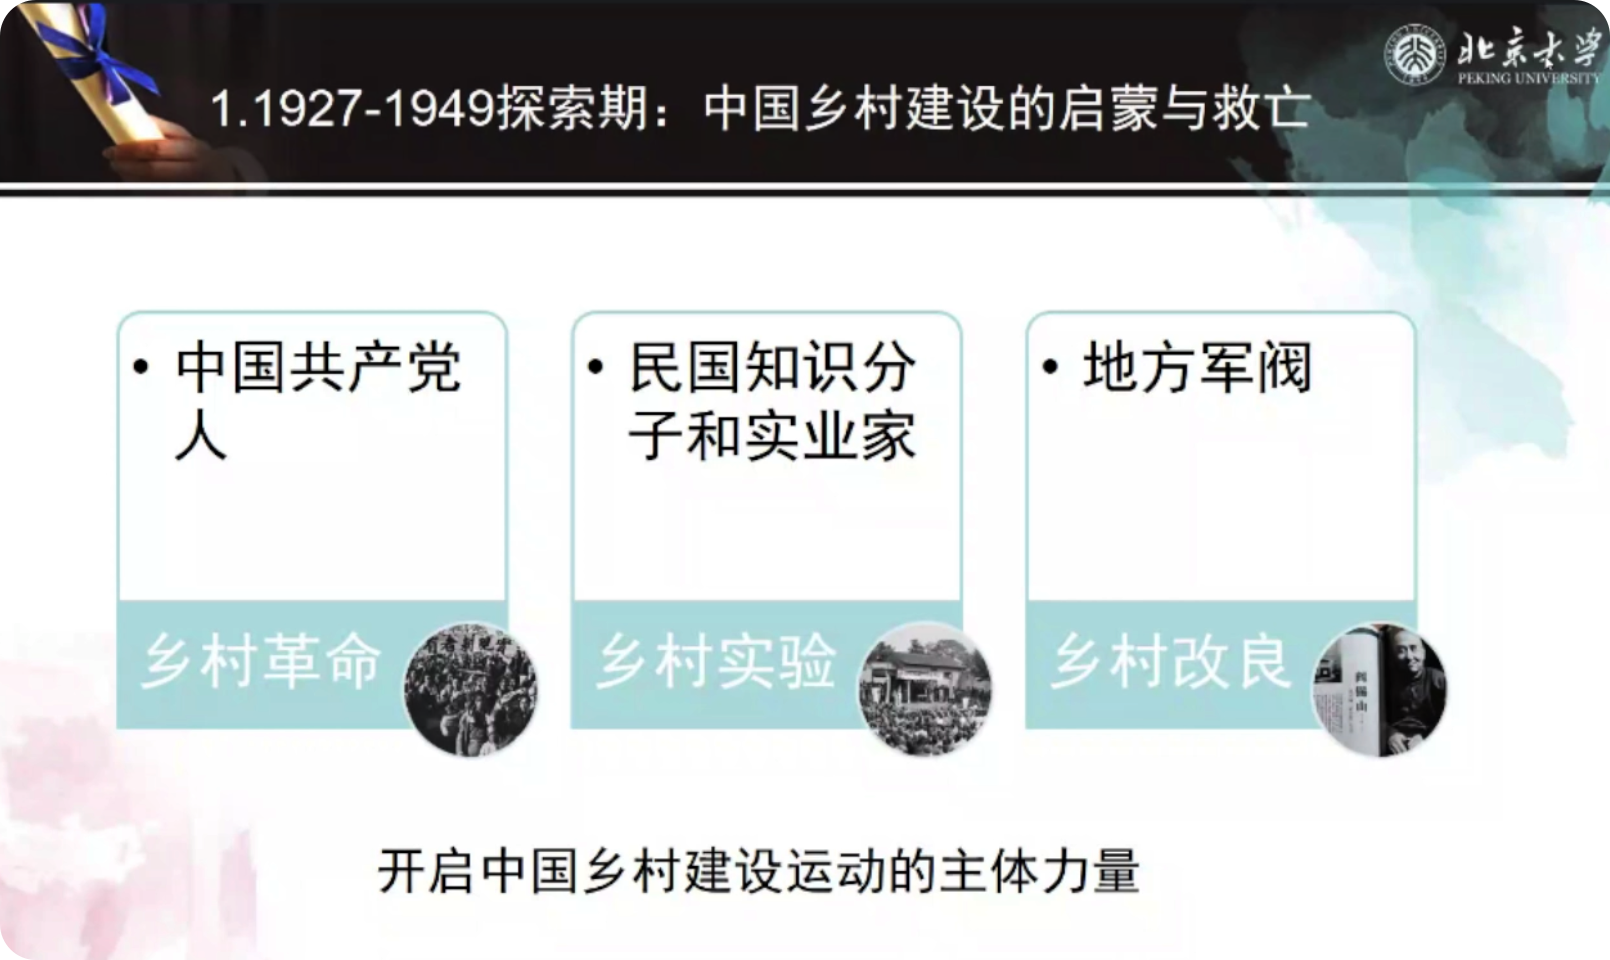 北京大学
PEKING UNIVERSITY
1.1927-1949探索期：中国乡村建设的启蒙与救亡
• 中国共产党
人
乡村革命
• 民国知识分
子和实业家
乡村实验
• 地方军阀
乡村改良
阎锡山
开启中国乡村建设运动的主体力量